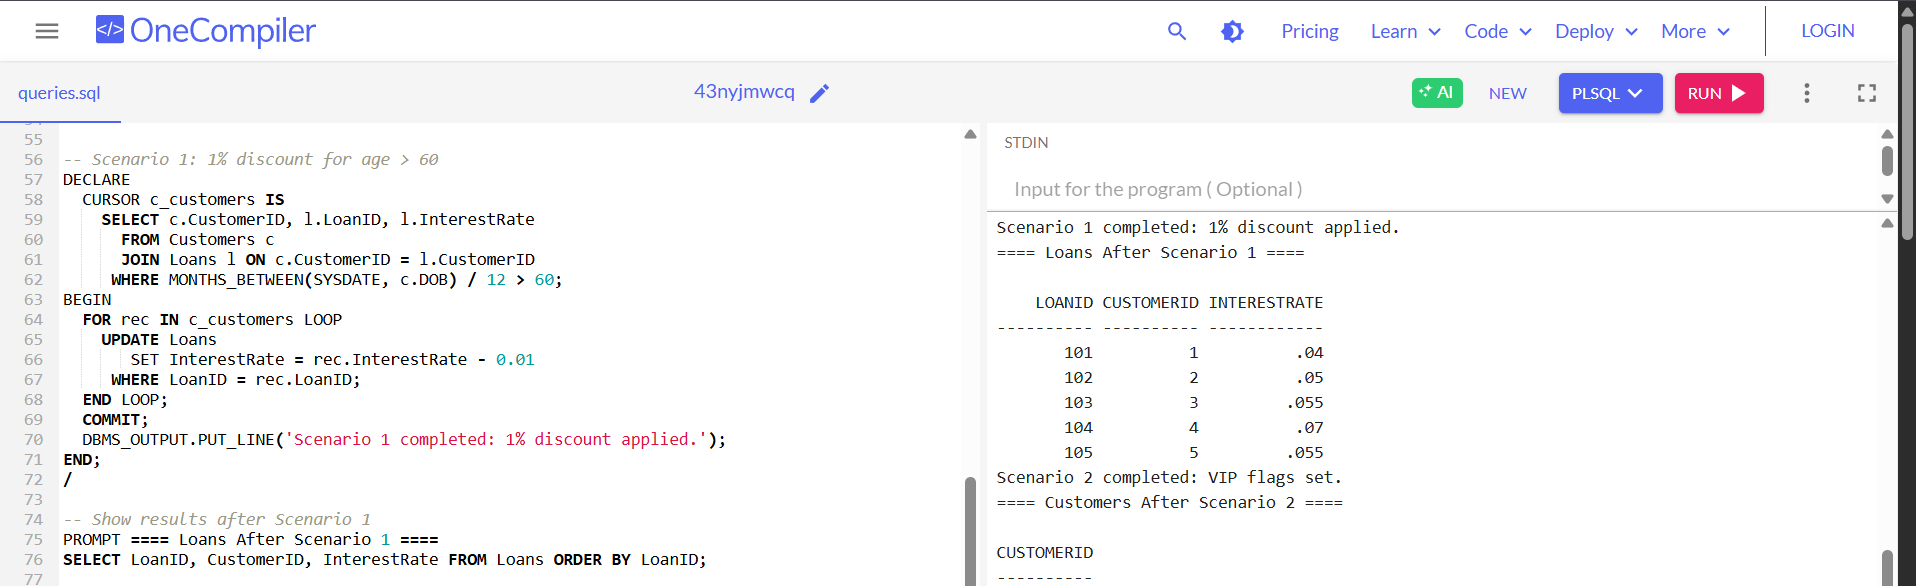 </> OneCompiler
Pricing
Learn
Code
Deploy
More
LOGIN
queries.sql
43nyjmwcq
AI
NEW
PLSQL
RUN
55
56 -- Scenario 1: 1% discount for age > 60
57 DECLARE
58 CURSOR c_customers IS
59 SELECT c.CustomerID, l.LoanID, l.InterestRate
60 FROM Customers c
61 JOIN Loans l ON c.CustomerID = l.CustomerID
62 WHERE MONTHS_BETWEEN(SYSDATE, c.DOB) / 12 > 60;
63 BEGIN
64 FOR rec IN c_customers LOOP
65 UPDATE Loans
66 SET InterestRate = rec.InterestRate - 0.01
67 WHERE LoanID = rec.LoanID;
68 END LOOP;
69 COMMIT;
70 DBMS_OUTPUT.PUT_LINE('Scenario 1 completed: 1% discount applied.');
71 END;
72 /
73
74 -- Show results after Scenario 1
75 PROMPT ==== Loans After Scenario 1 ====
76 SELECT LoanID, CustomerID, InterestRate FROM Loans ORDER BY LoanID;
77
STDIN
Input for the program ( Optional )
Scenario 1 completed: 1% discount applied.
==== Loans After Scenario 1 ====
LOANID CUSTOMERID INTERESTRATE
---------- ---------- ------------
101 1 .04
102 2 .05
103 3 .055
104 4 .07
105 5 .055
Scenario 2 completed: VIP flags set.
==== Customers After Scenario 2 ====
CUSTOMERID
----------